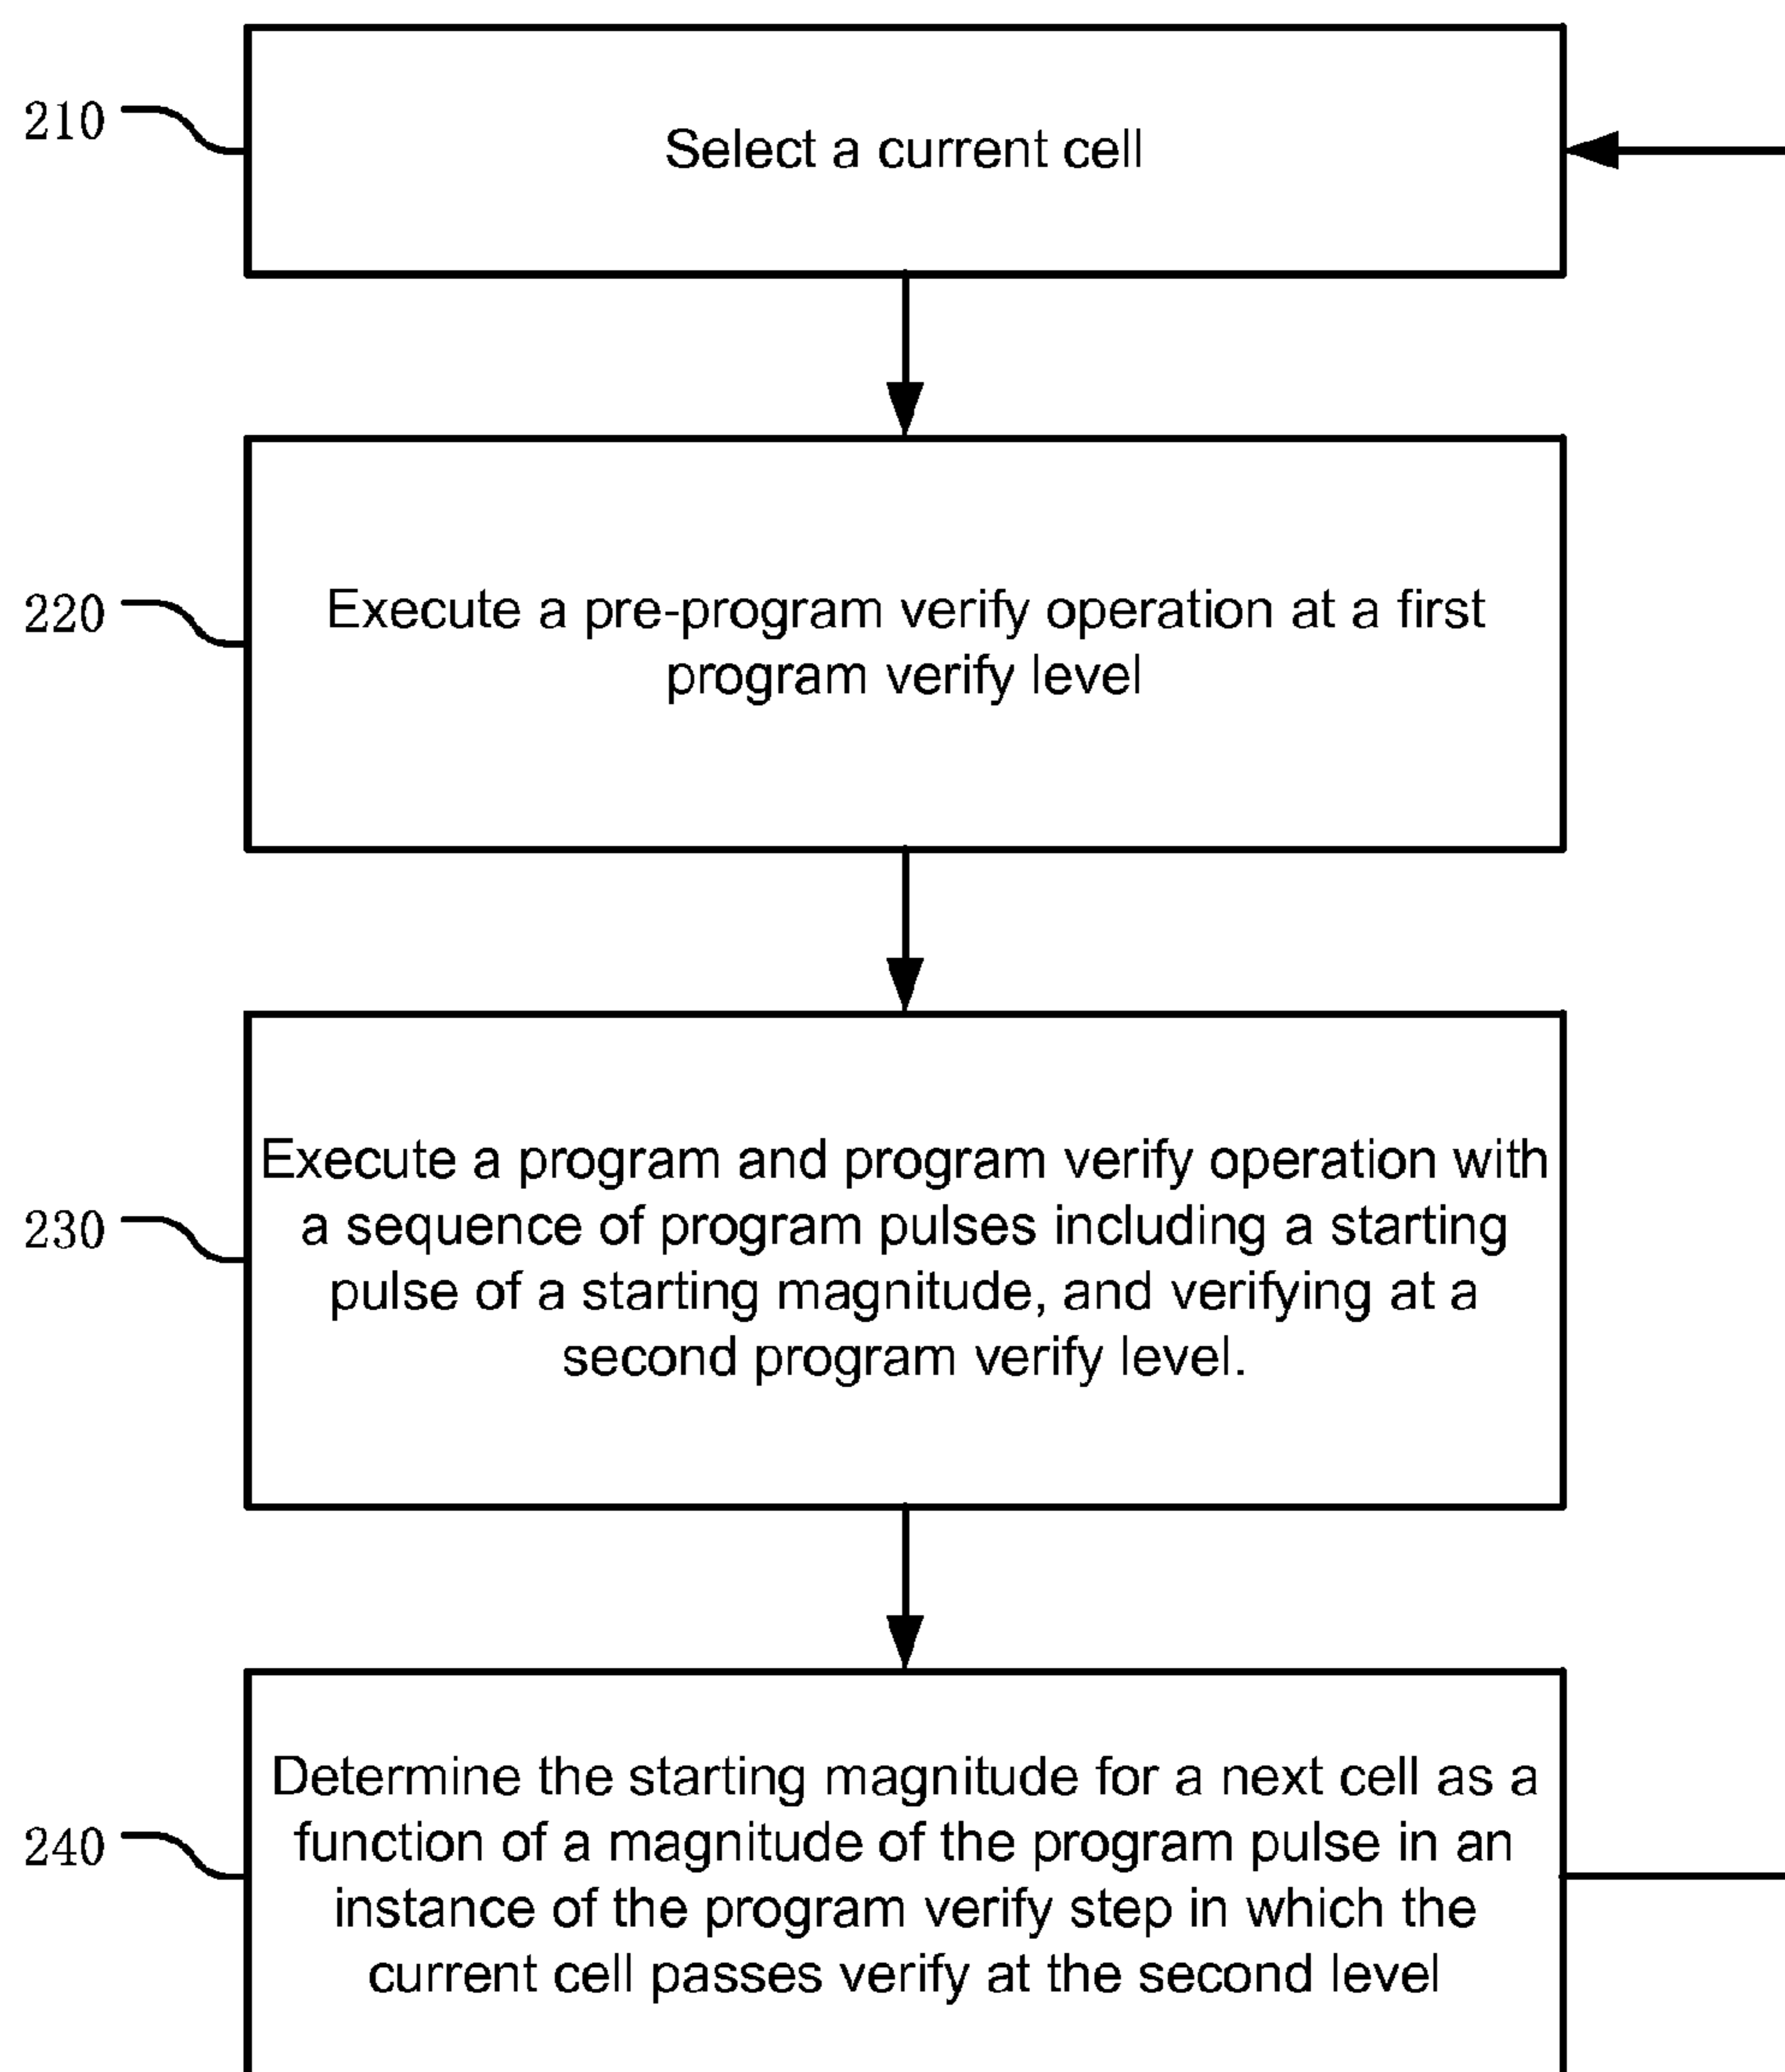 210
Select a current cell
220
Execute a pre-program verify operation at a first
program verify level
230
Execute a program and program verify operation with
a sequence of program pulses including a starting
pulse of a starting magnitude, and verifying at a
second program verify level.
240
Determine the starting magnitude for a next cell as a
function of a magnitude of the program pulse in an
instance of the program verify step in which the
current cell passes verify at the second level